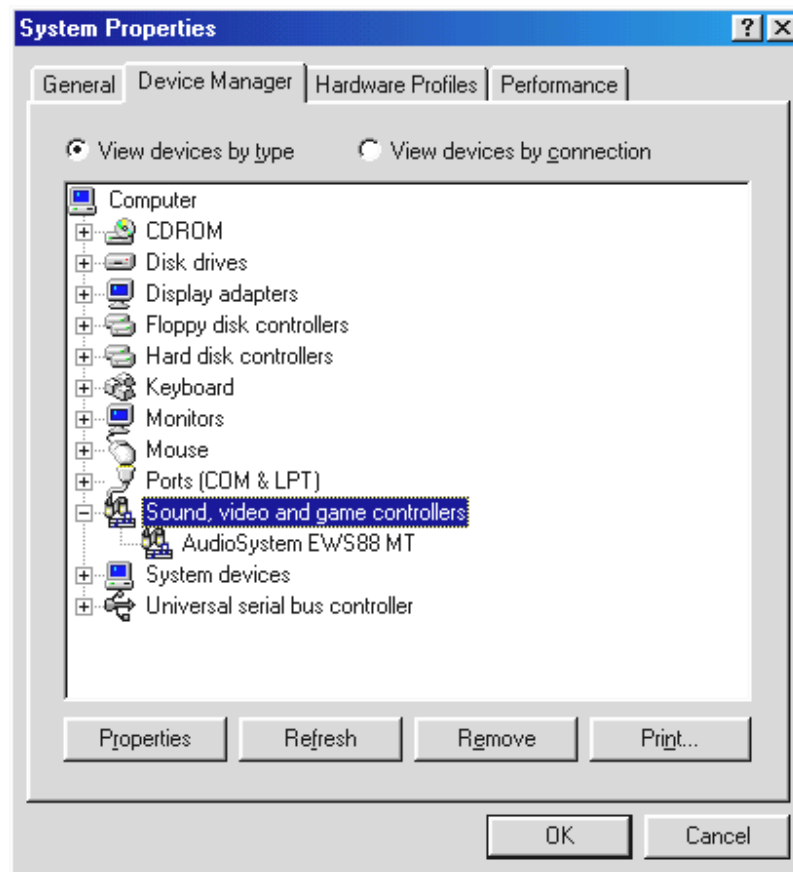 System Properties
General Device Manager Hardware Profiles Performance
View devices by type View devices by connection
Computer
CDROM
Disk drives
Display adapters
Floppy disk controllers
Hard disk controllers
Keyboard
Monitors
Mouse
Ports (COM & LPT)
Sound, video and game controllers
AudioSystem EWS88 MT
System devices
Universal serial bus controller
Properties Refresh Remove Print...
OK Cancel